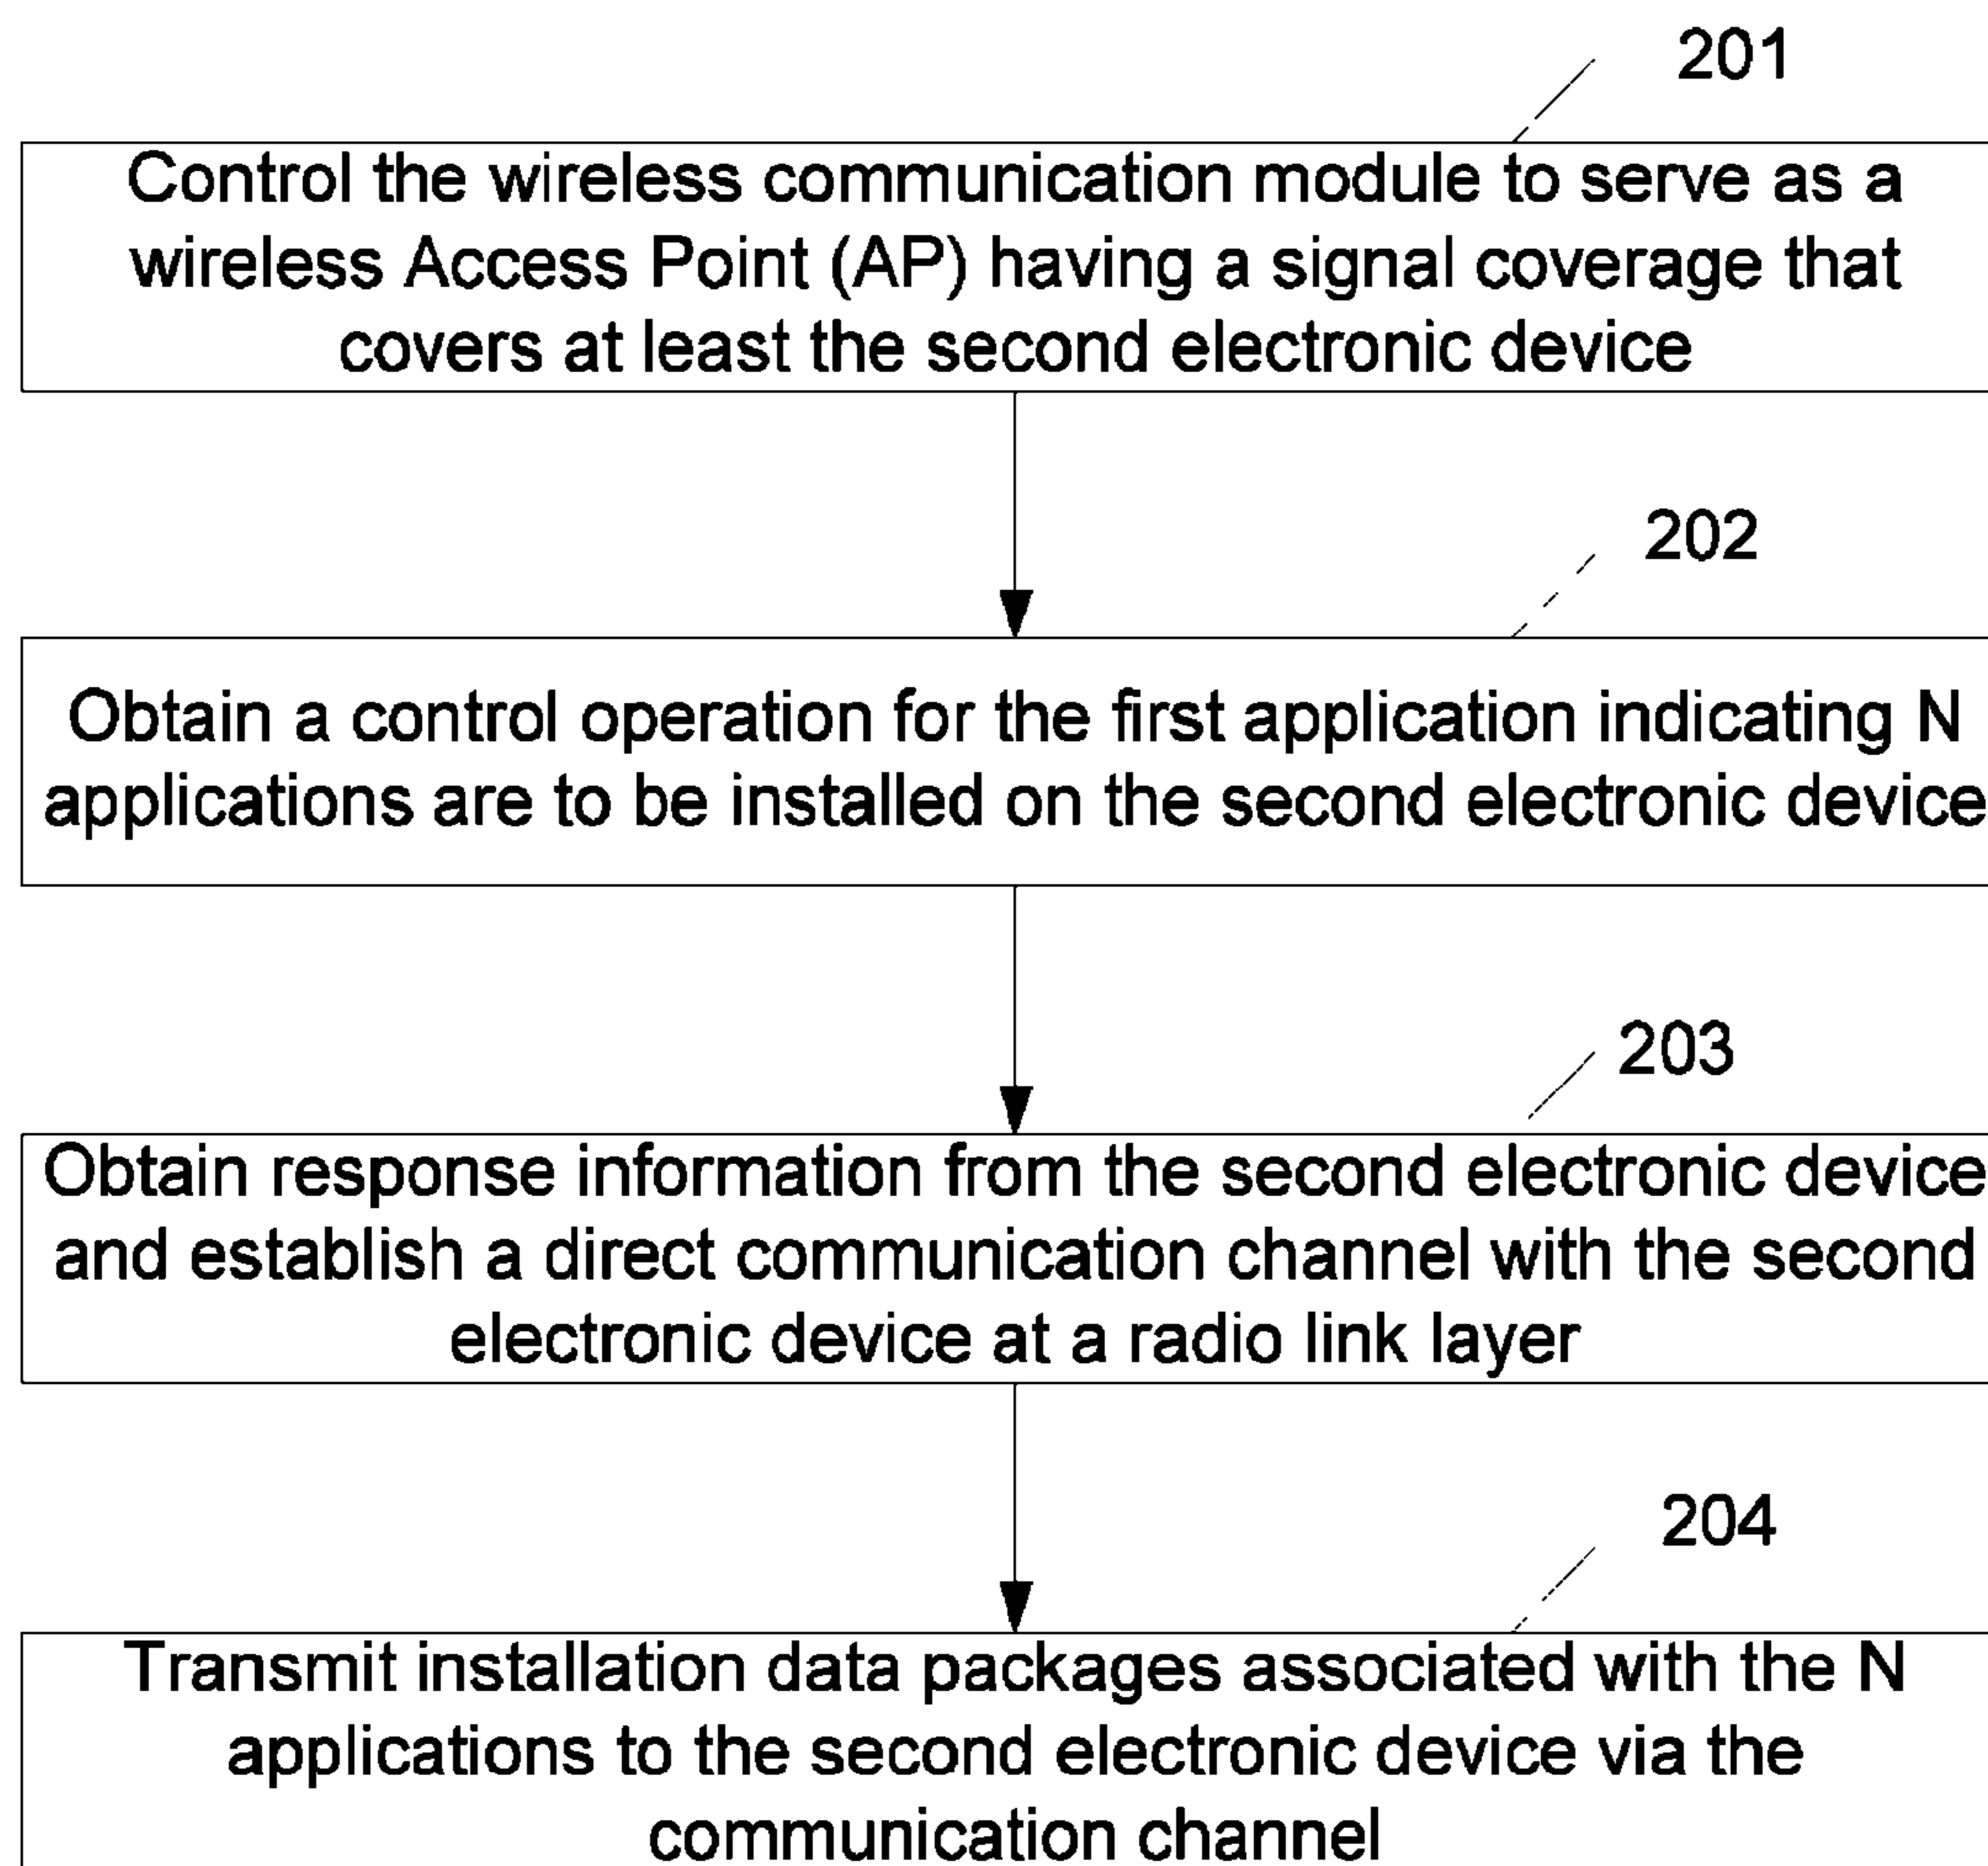 201
Control the wireless communication module to serve as a
wireless Access Point (AP) having a signal coverage that
covers at least the second electronic device
202
Obtain a control operation for the first application indicating N
applications are to be installed on the second electronic device
203
Obtain response information from the second electronic device
and establish a direct communication channel with the second
electronic device at a radio link layer
204
Transmit installation data packages associated with the N
applications to the second electronic device via the
communication channel